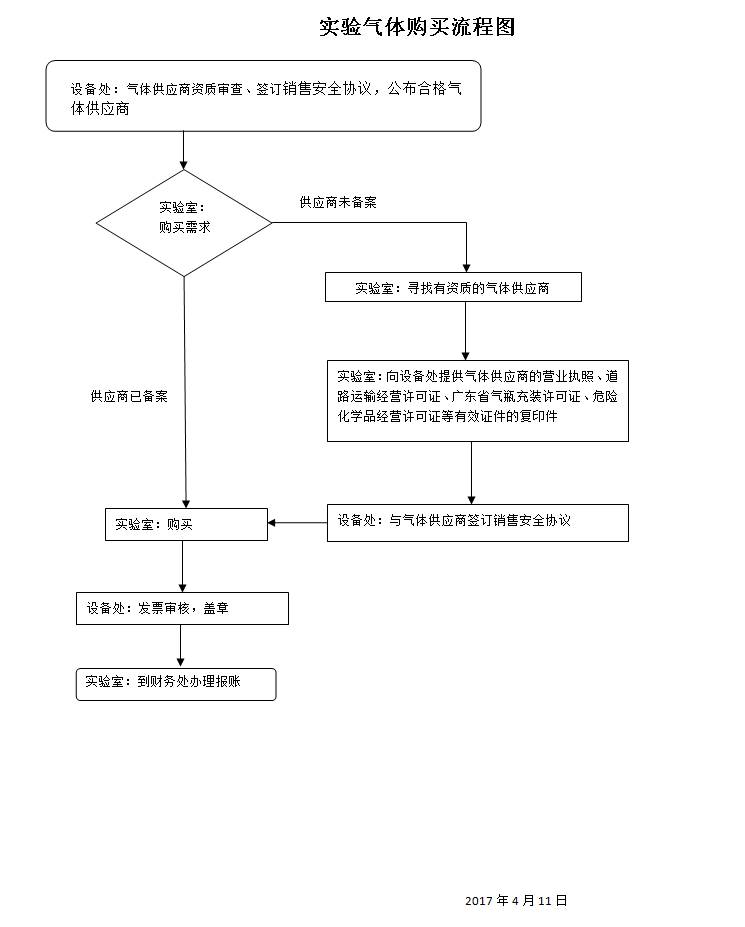 实验气体购买流程图
设备处：气体供应商资质审查、签订销售安全协议，公布合格气
体供应商
实验室：
购买需求
供应商未备案
实验室：寻找有资质的气体供应商
实验室：向设备处提供气体供应商的营业执照、道
路运输经营许可证、广东省气瓶充装许可证、危险
化学品经营许可证等有效证件的复印件
供应商已备案
设备处：与气体供应商签订销售安全协议
实验室：购买
设备处：发票审核，盖章
实验室：到财务处办理报账
2017 年 4 月 11 日